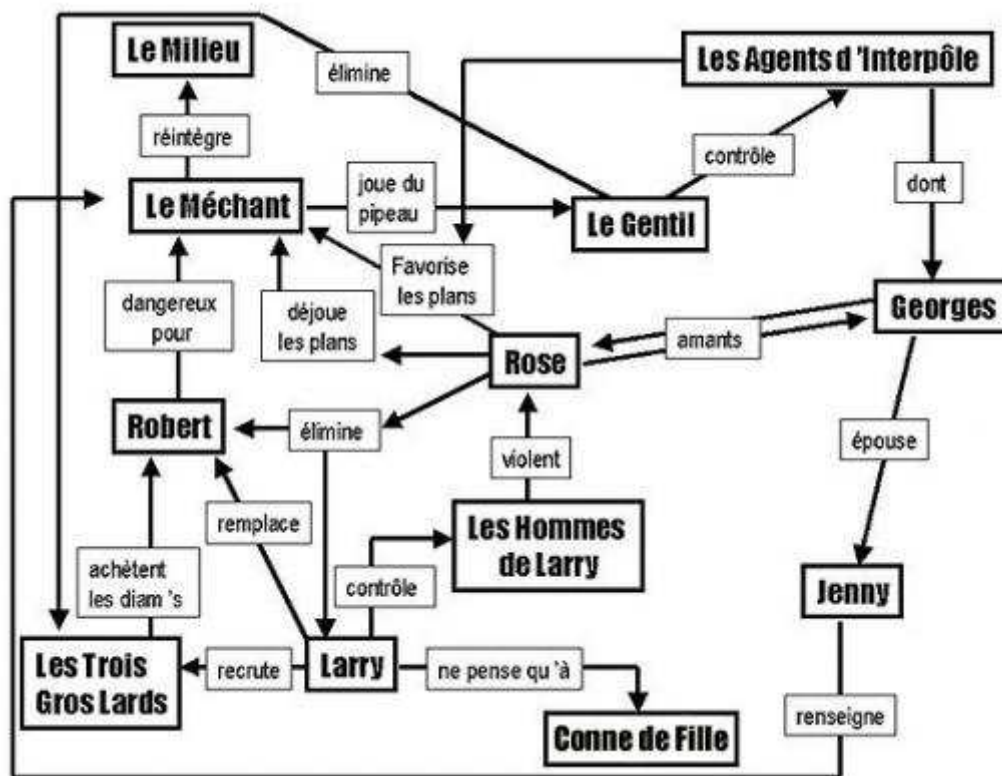 Le Milieu
élimine
Les Agents d 'Interpôle
réintègre
contrôle
joue du
pipeau
dont
Le Méchant
Le Gentil
Favorise
les plans
dangereux
pour
déjoue
les plans
Georges
amants
Rose
Robert
élimine
épouse
violent
remplace
Les Hommes
de Larry
achètent
les diam 's
contrôle
Jenny
Les Trois
Gros Lards
recrute
Larry
ne pense qu 'à
renseigne
Conne de Fille